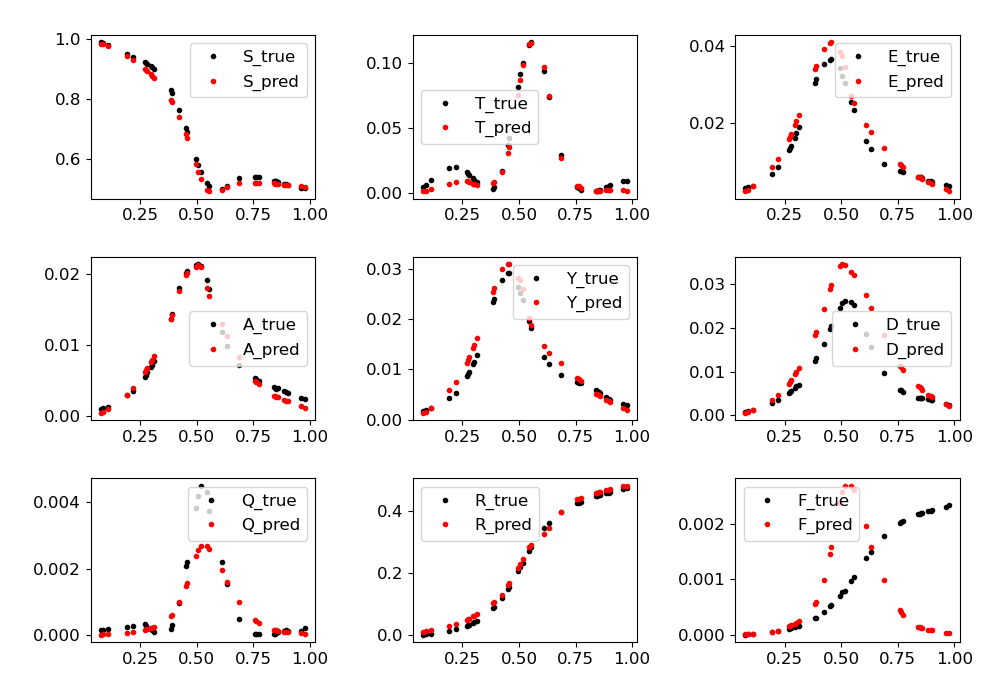 1.0
0.8
0.6
0.25 0.50 0.75 1.00
S_true
S_pred
0.10
0.05
0.00
0.25 0.50 0.75 1.00
T_true
T_pred
0.04
0.02
0.25 0.50 0.75 1.00
E_true
E_pred
0.02
0.01
0.00
0.25 0.50 0.75 1.00
A_true
A_pred
0.03
0.02
0.01
0.00
0.25 0.50 0.75 1.00
Y_true
Y_pred
0.03
0.02
0.01
0.00
0.25 0.50 0.75 1.00
D_true
D_pred
0.004
0.002
0.000
0.25 0.50 0.75 1.00
Q_true
Q_pred
0.4
0.2
0.0
0.25 0.50 0.75 1.00
R_true
R_pred
0.002
0.001
0.000
0.25 0.50 0.75 1.00
F_true
F_pred